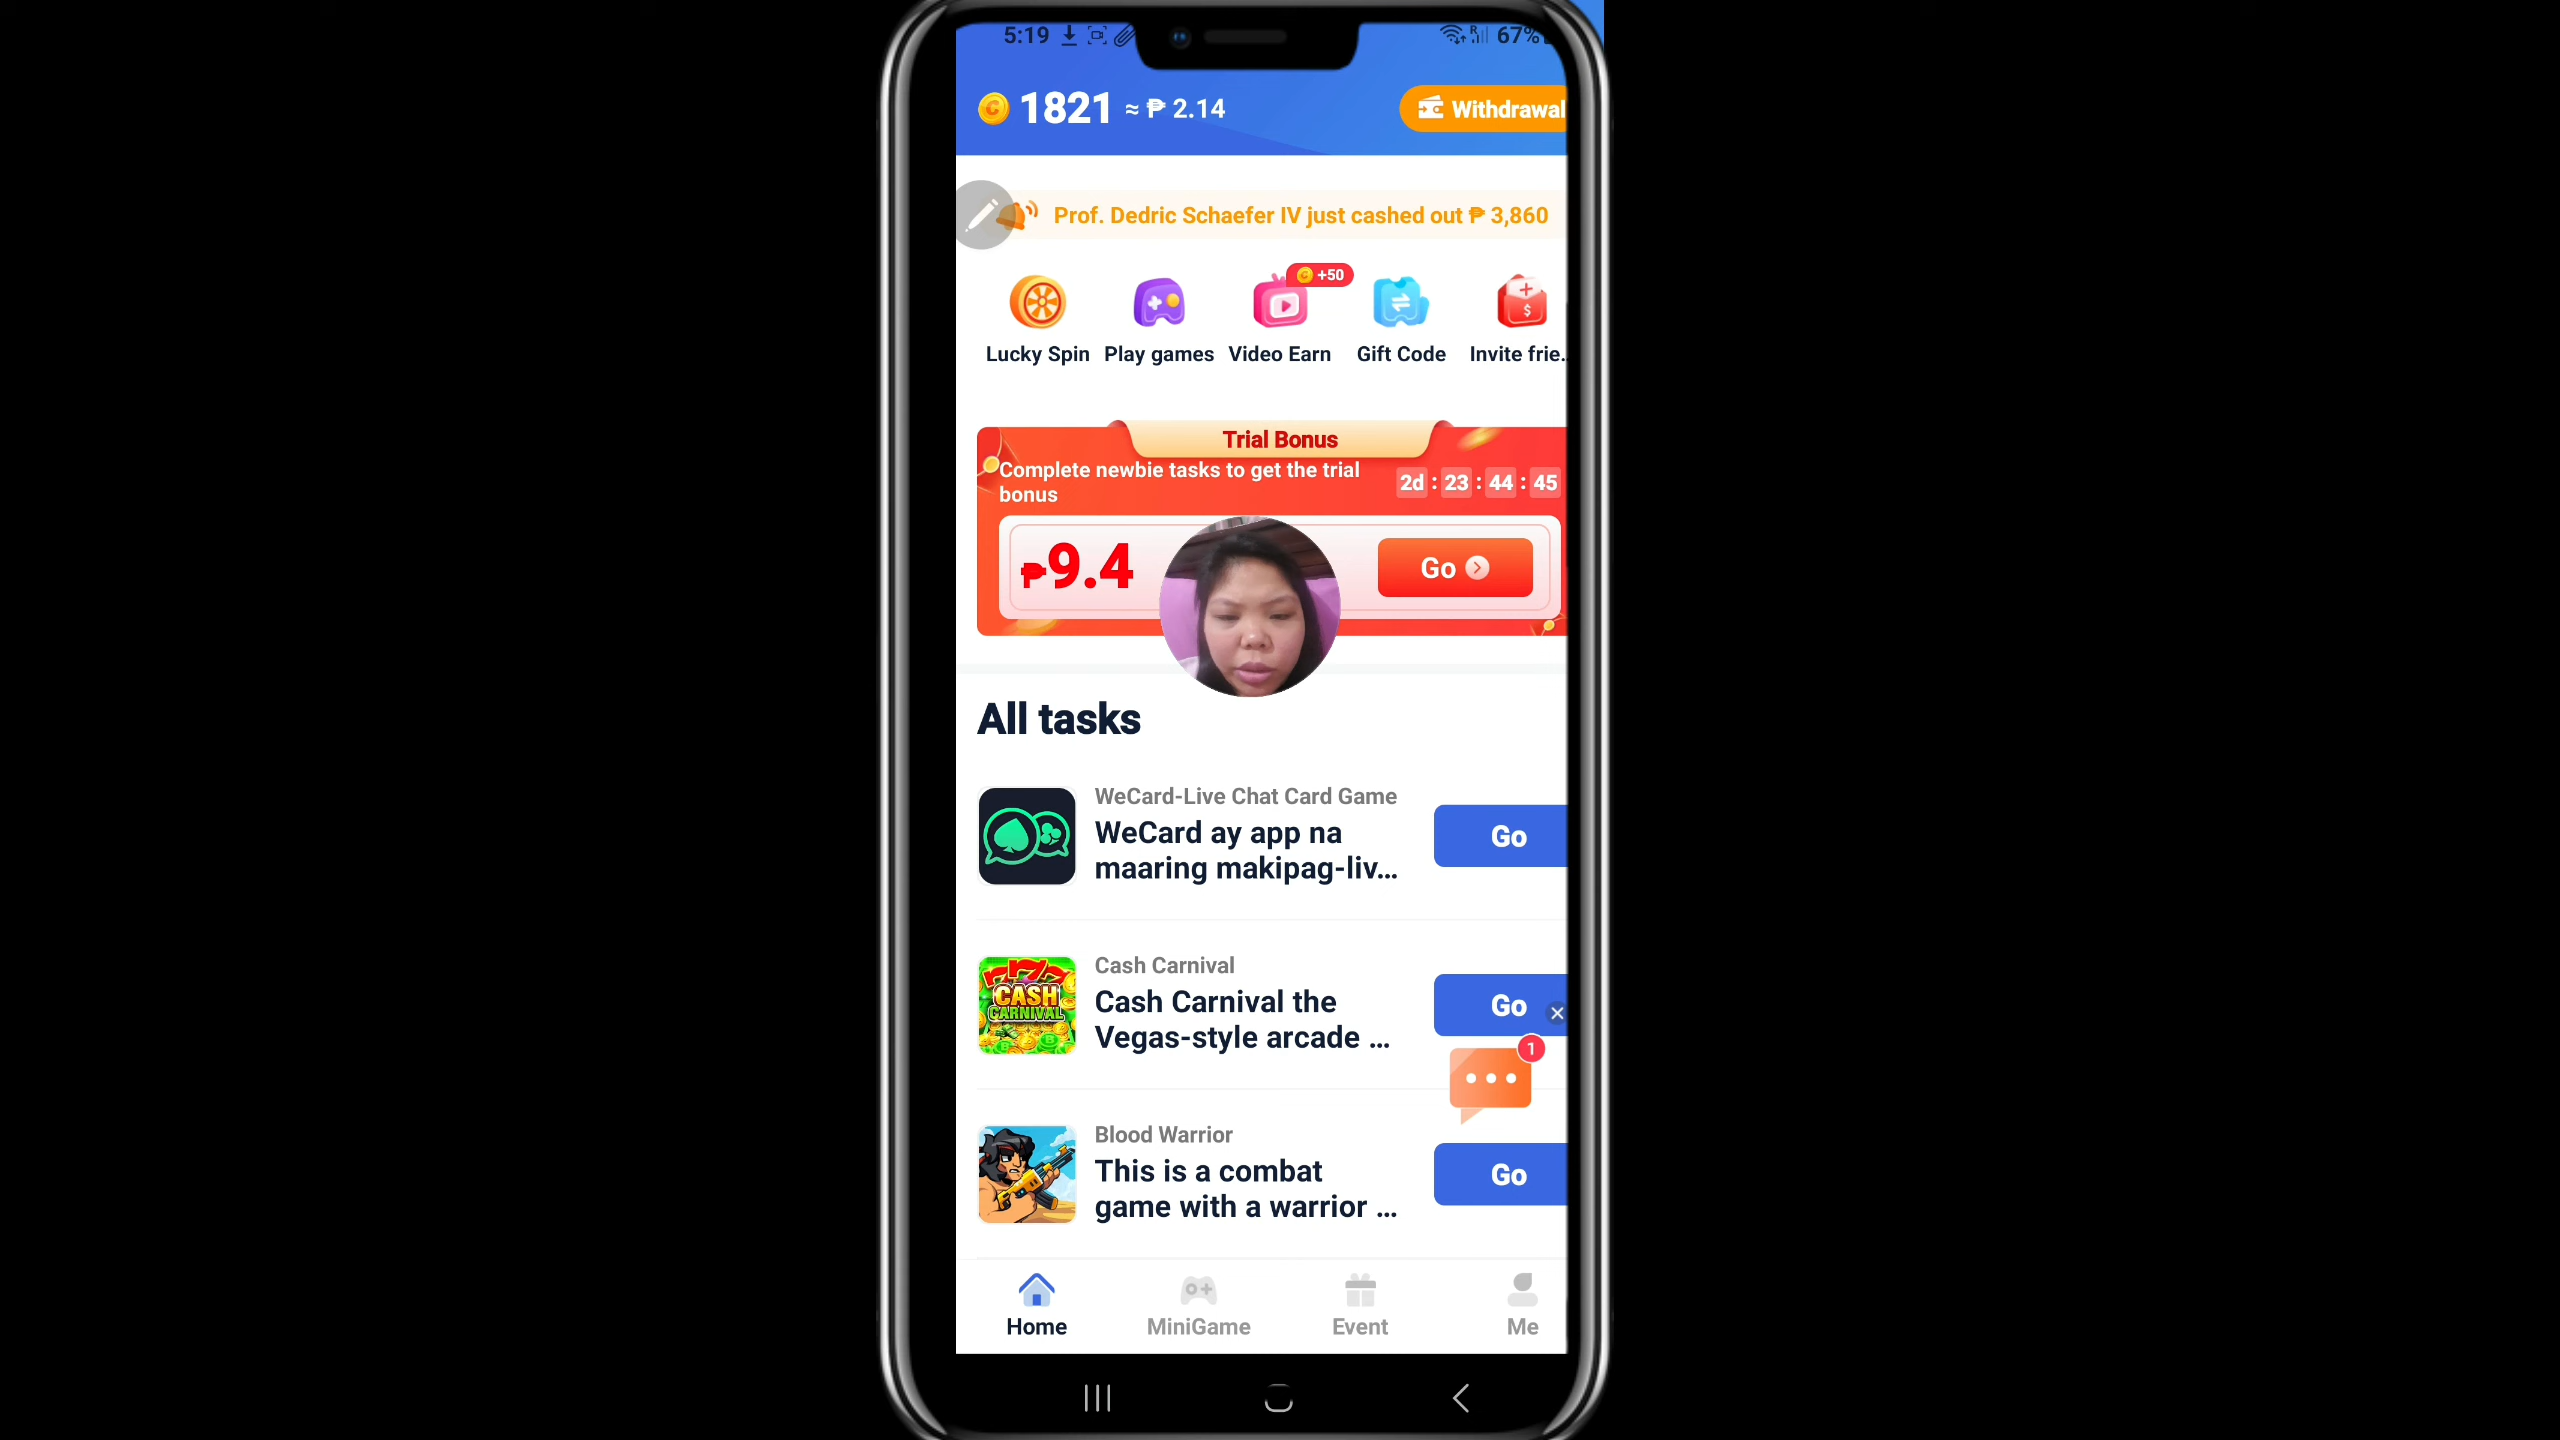 5:19
67%
1821 ≈ ₱ 2.14
Withdrawal
Prof. Dedric Schaefer IV just cashed out ₱ 3,860
+50
Lucky Spin
Play games
Video Earn
Gift Code
Invite frie..
Trial Bonus
Complete newbie tasks to get the trial
bonus
2d : 23 : 44 : 45
₱9.4
Go
All tasks
WeCard-Live Chat Card Game
WeCard ay app na
maaring makipag-liv...
Go
777
CASH
CARNIVAL
Cash Carnival
Cash Carnival the
Vegas-style arcade ...
Go
1
Blood Warrior
This is a combat
game with a warrior ...
Go
Home
MiniGame
Event
Me